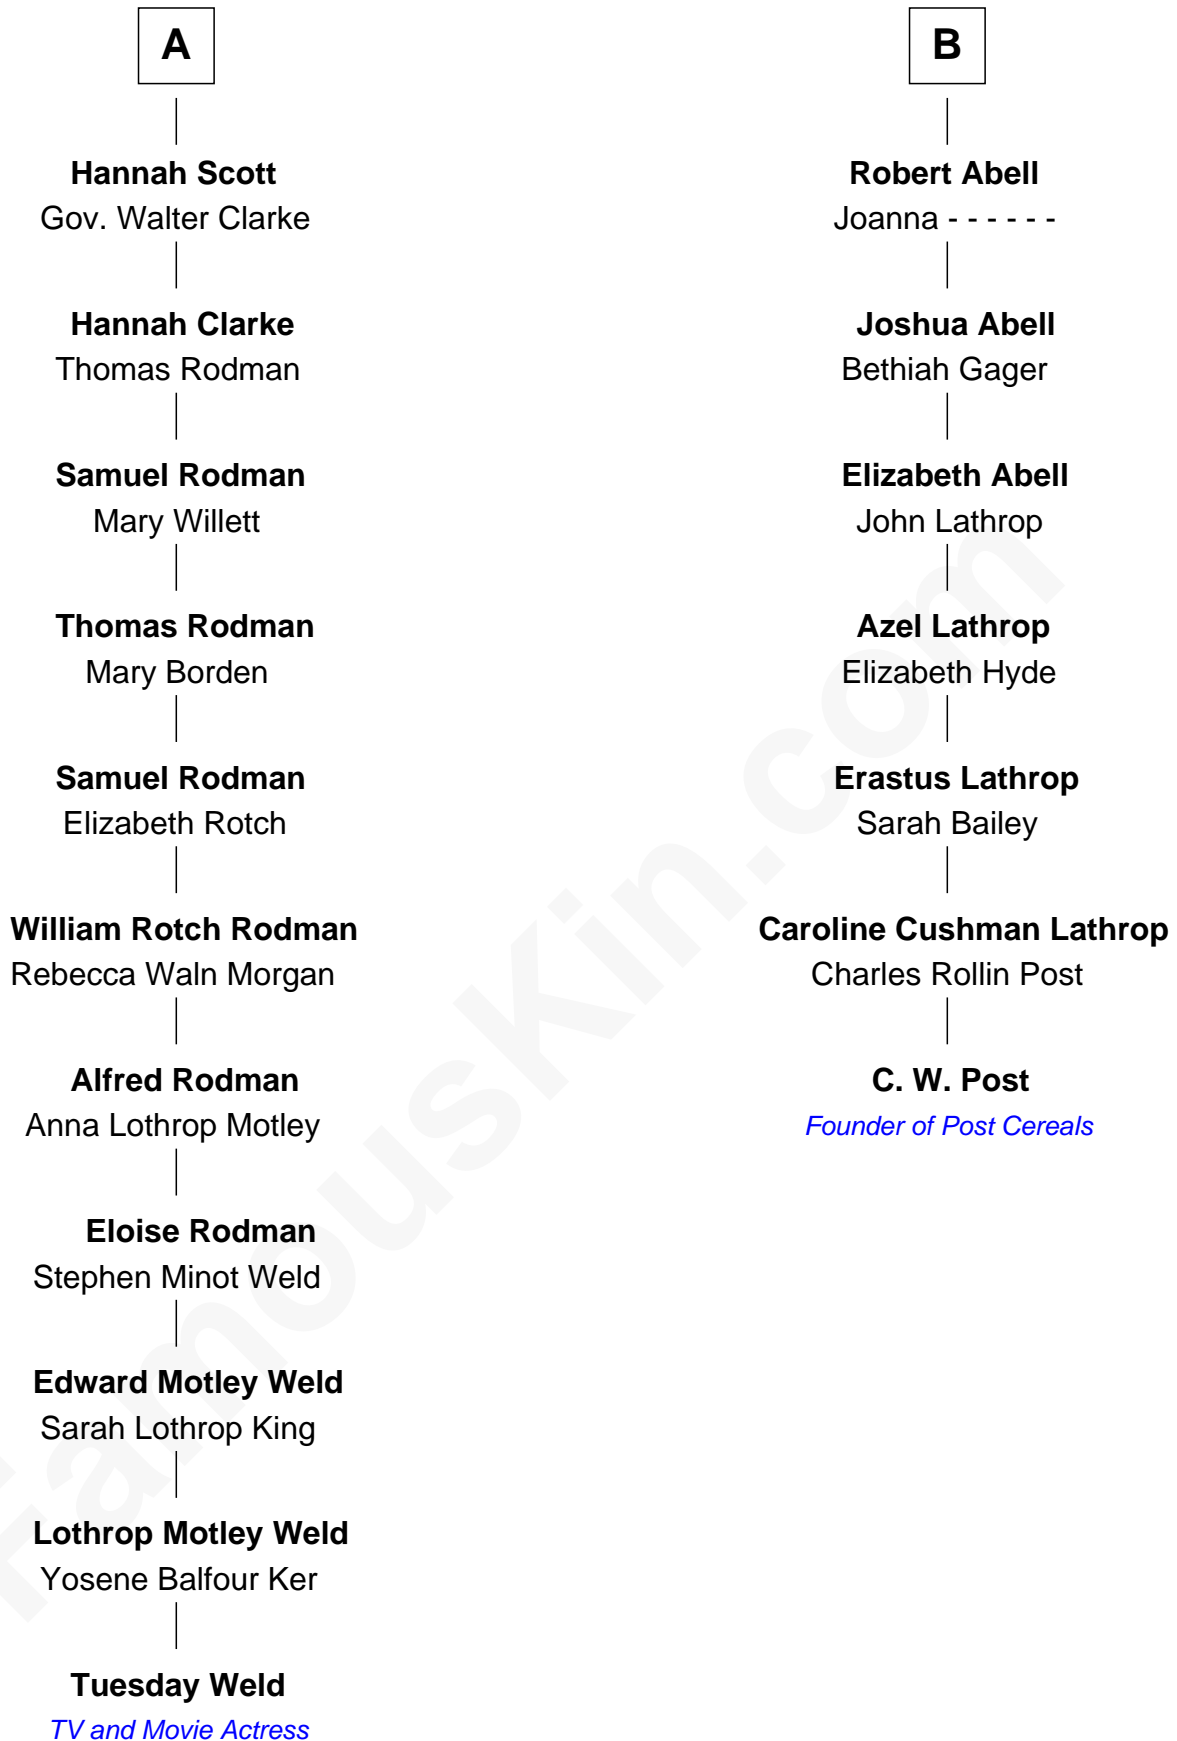 A
Hannah Scott
Gov. Walter Clarke
Hannah Clarke
Thomas Rodman
Samuel Rodman
Mary Willett
Thomas Rodman
Mary Borden
Samuel Rodman
Elizabeth Rotch
William Rotch Rodman
Rebecca Waln Morgan
Alfred Rodman
Anna Lothrop Motley
Eloise Rodman
Stephen Minot Weld
Edward Motley Weld
Sarah Lothrop King
Lothrop Motley Weld
Yosene Balfour Ker
Tuesday Weld
TV and Movie Actress
B
Robert Abell
Joanna - - - - - -
Joshua Abell
Bethiah Gager
Elizabeth Abell
John Lathrop
Azel Lathrop
Elizabeth Hyde
Erastus Lathrop
Sarah Bailey
Caroline Cushman Lathrop
Charles Rollin Post
C. W. Post
Founder of Post Cereals
FamousKin.com